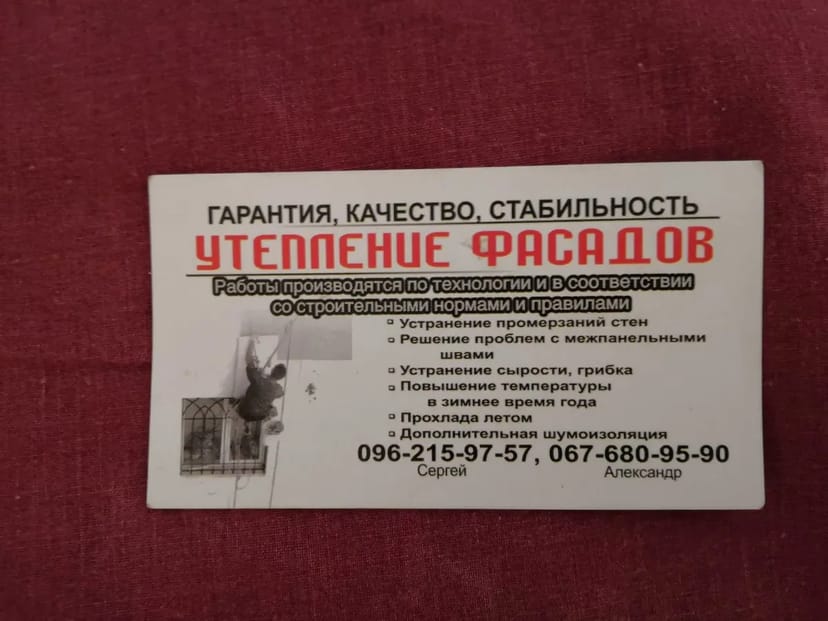 ГАРАНТИЯ, КАЧЕСТВО, СТАБИЛЬНОСТЬ
УТЕПЛЕНИЕ ФАСАДОВ
Работы производятся по технологии и в соответствии
со строительными нормами и правилами
Устранение промерзаний стен
Решение проблем с межпанельными
швами
Устранение сырости, грибка
Повышение температуры
в зимнее время года
Прохлада летом
Дополнительная шумоизоляция
096-215-97-57, 067-680-95-90
Сергей Александр